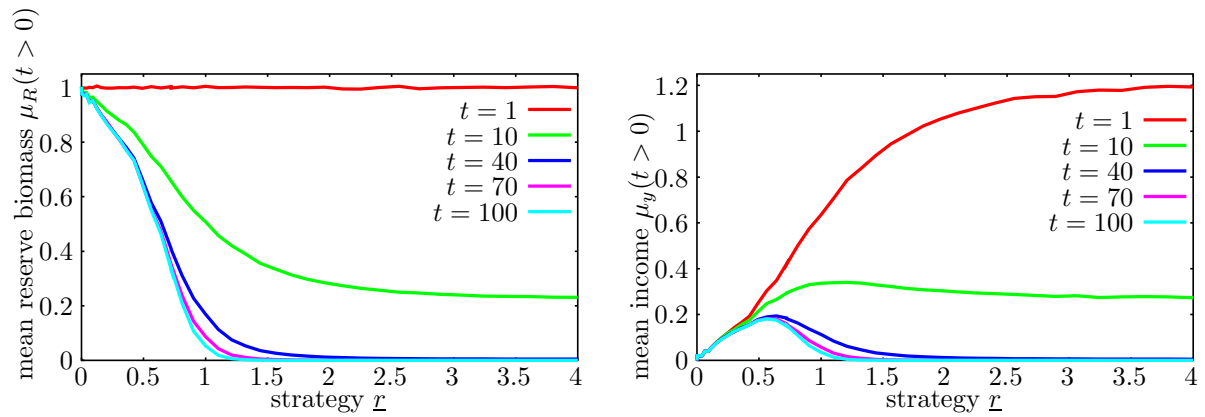 mean reserve biomass μ_R(t > 0)
1
0.8
0.6
0.4
0.2
0
0 0.5 1 1.5 2 2.5 3 3.5 4
strategy r
t = 1
t = 10
t = 40
t = 70
t = 100
mean income μ_y(t > 0)
1.2
1
0.8
0.6
0.4
0.2
0
0 0.5 1 1.5 2 2.5 3 3.5 4
strategy r
t = 1
t = 10
t = 40
t = 70
t = 100